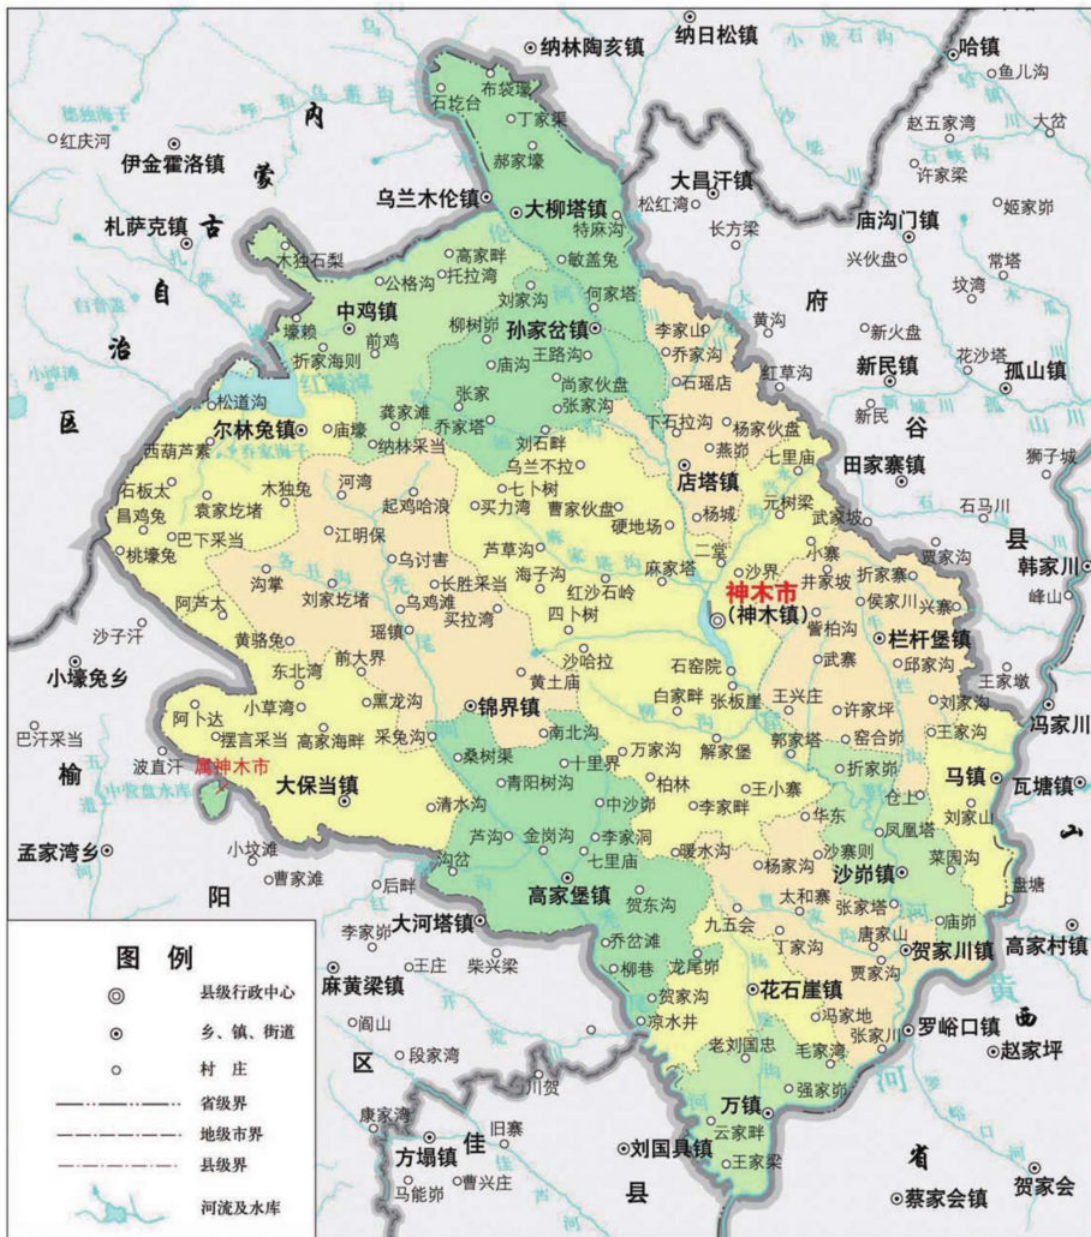 纳林陶亥镇
纳日松镇
小虎石沟
哈镇
鱼儿沟
布袋壕
石圪台
丁家渠
呼和乌素沟
内
蒙
古
自
治
区
红庆河
伊金霍洛镇
郝家壕
赵五家湾
大岔
石峡沟
许家梁
乌兰木伦镇
大柳塔镇
大昌汗镇
松红湾
姬家峁
札萨克镇
特麻沟
长方梁
庙沟门镇
木独石犁
高家畔
敏盖兔
兴伙盘
常塔
公格沟
托拉湾
刘家沟
何家塔
府
坟湾
中鸡镇
壕赖
前鸡
柳树峁
孙家岔镇
李家山
黄沟
新火盘
折家海则
王路沟
乔家沟
花沙塔
庙沟
尚家伙盘
石瑶店
红草沟
新民镇
孤山镇
小淖滩
红碱淖
松道沟
张家
张家沟
新民
龚家滩
乔家塔
下石拉沟
杨家伙盘
谷
尔林兔镇
庙壕
纳林采当
刘石畔
燕峁
西葫芦素
乌兰不拉
店塔镇
七里庙
田家寨镇
狮子城
石板太
木独兔
河湾
起鸡哈浪
七卜树
元树梁
昌鸡兔
袁家圪堵
买力湾
曹家伙盘
杨城
武家坡
石马川
江明保
硬地场
县
巴下采当
芦草沟
二堂
小寨
贾家沟
桃壕兔
乌讨害
麻家塔
沙界
井家坡
折家寨
韩家川
沟掌
长胜采当
海子沟
红沙石岭
神木市
刘家圪堵
(神木镇)
侯家川
兴寨
峰山
阿芦太
乌鸡滩
买拉湾
四卜树
訾柏沟
沙子汗
瑶镇
栏杆堡镇
黄骆兔
沙哈拉
石窑院
武寨
邱家沟
小壕兔乡
东北湾
前大界
黄土庙
白家畔
张板崖
王家墩
阿卜达
小草湾
黑龙沟
锦界镇
王兴庄
许家坪
刘家沟
冯家川
巴汗采当
摆言采当
高家海畔
采兔沟
南北沟
万家沟
解家堡
郭家塔
窑合峁
王家沟
榆
波直汗
属神木市
桑树渠
十里界
柏林
折家峁
马镇
瓦塘镇
中营盘水库
大保当镇
青阳树沟
中沙峁
王小寨
仓上
清水沟
李家畔
华东
刘家山
山
芦沟
金岗沟
李家洞
凤凰塔
孟家湾乡
小坟滩
沟岔
七里庙
暖水沟
沙寨则
菜园沟
曹家滩
后畔
高家堡镇
杨家沟
沙峁镇
盘塘
阳
贺东沟
太和寨
张家塔
大河塔镇
九五会
庙峁
高家村镇
李家峁
乔岔滩
丁家沟
唐家山
贺家川镇
王庄
柴兴梁
柳巷
龙尾峁
贾家沟
黄
麻黄梁镇
贺家沟
花石崖镇
西
阎山
凉水井
冯家地
罗峪口镇
段家湾
老刘国忠
毛家湾
张家川
赵家坪
区
川贺
强家峁
河
康家湾
万镇
旧寨
佳
云家畔
方塌镇
刘国具镇
省
王家梁
贺家会
马能峁
曹兴庄
县
蔡家会镇
图 例
县级行政中心
乡、镇、街道
村 庄
省级界
地级市界
县级界
河流及水库